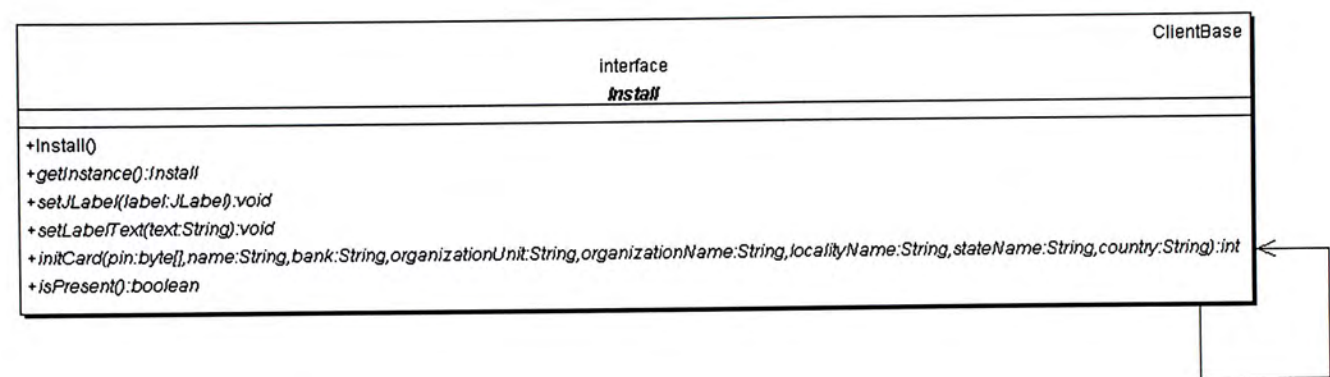 ClientBase
interface
Install
+Install()
+getInstance():Install
+setJLabel(label:JLabel):void
+setLabelText(text:String):void
+initCard(pin:byte[],name:String,bank:String,organizationUnit:String,organizationName:String,localityName:String,stateName:String,country:String):int
+isPresent():boolean